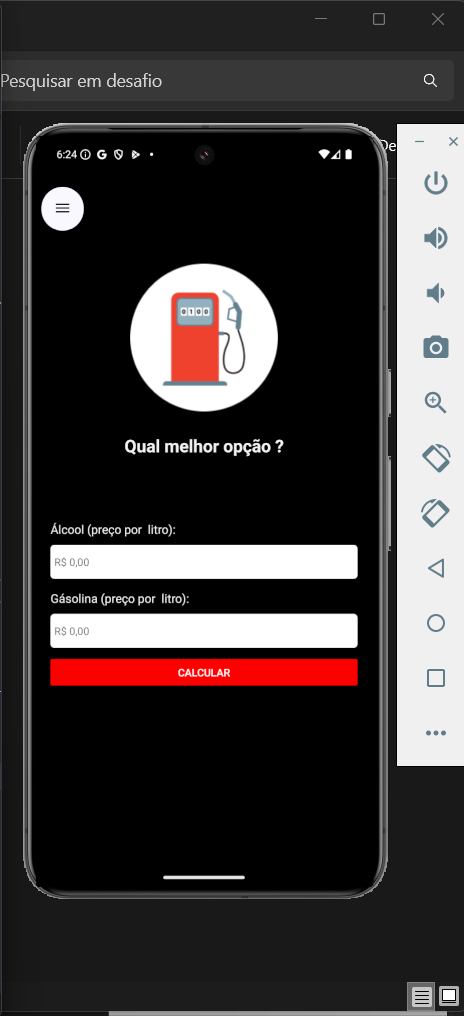 Pesquisar em desafio
De
6:24
0100
Qual melhor opção ?
Álcool (preço por  litro):
R$ 0,00
Gásolina (preço por  litro):
R$ 0,00
CALCULAR